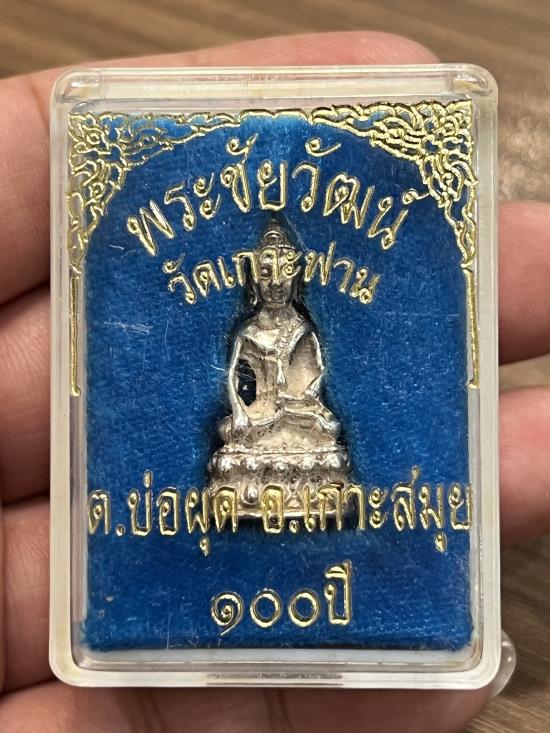 พระชัยวัฒน์
วัดเกาะฟาน
ต.บ่อผุด อ.เกาะสมุย
๑๐๐ปี